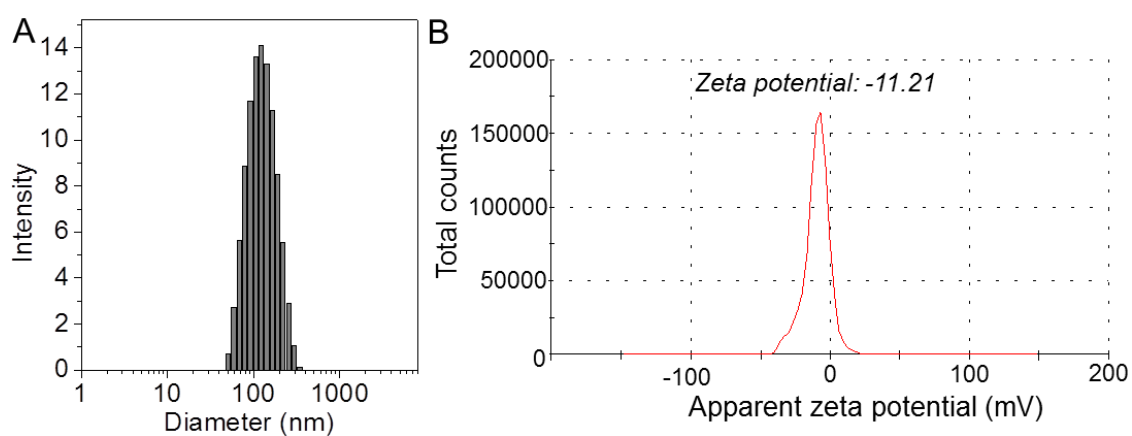 A
14
12
10
8
6
4
2
0
Intensity
1 10 100 1000
Diameter (nm)
B
200000
150000
100000
50000
0
Total counts
Zeta potential: -11.21
-100 0 100 200
Apparent zeta potential (mV)